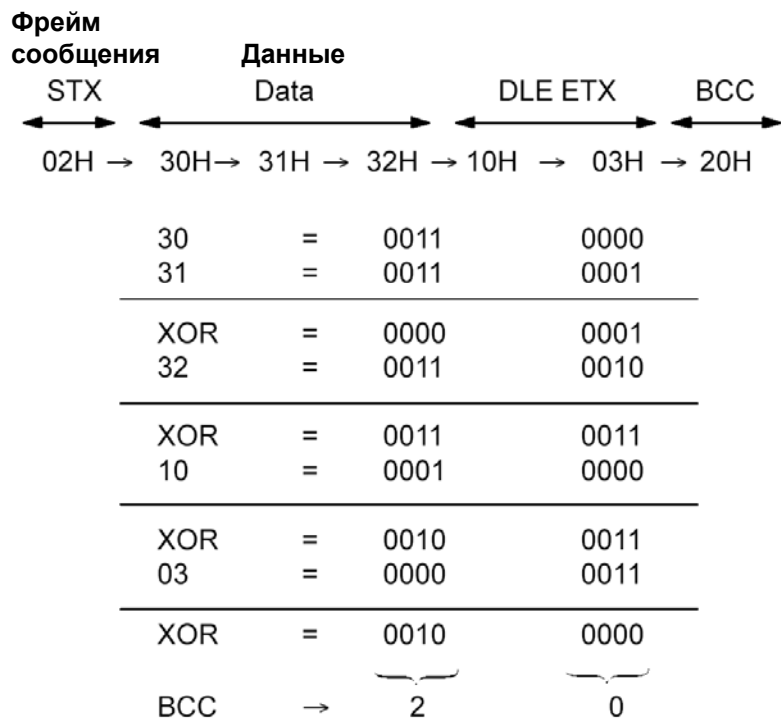 Фрейм
сообщения Данные
STX Data DLE ETX BCC
02H → 30H → 31H → 32H → 10H → 03H → 20H
30 = 0011 0000
31 = 0011 0001
XOR = 0000 0001
32 = 0011 0010
XOR = 0011 0011
10 = 0001 0000
XOR = 0010 0011
03 = 0000 0011
XOR = 0010 0000
BCC → 2 0